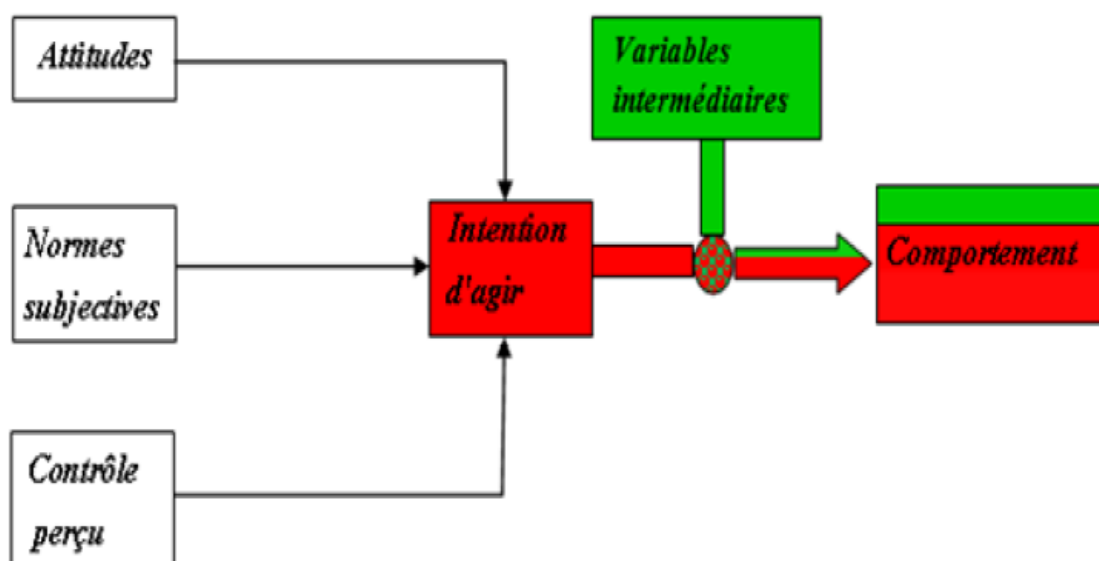 Attitudes
Variables
intermédiaires
Normes
subjectives
Intention
d'agir
Comportement
Contrôle
perçu